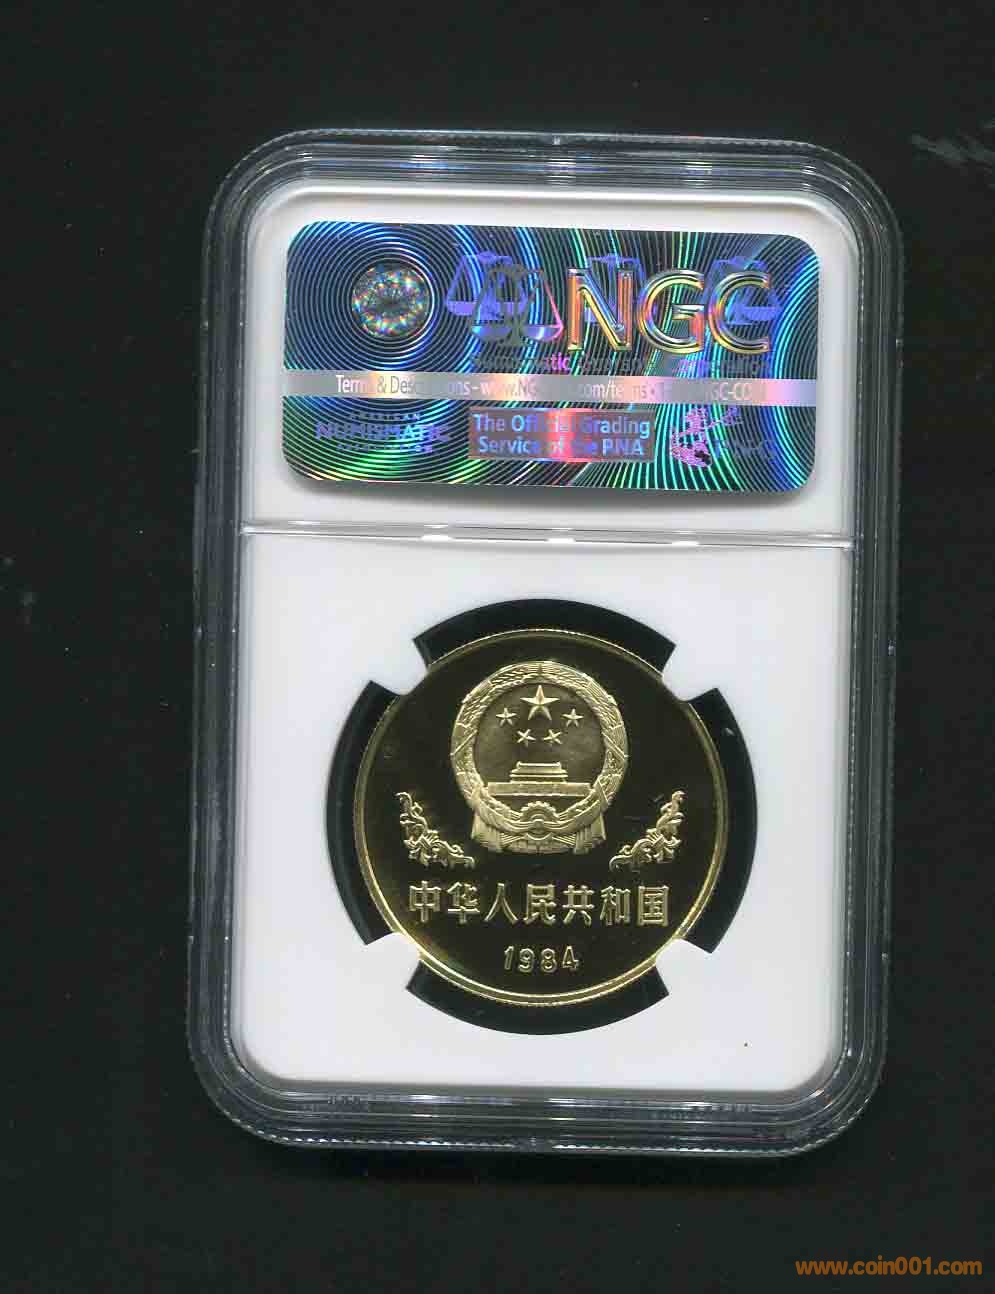 NGC
NUMISMATIC
The Official Grading
Service of the PNA
中华人民共和国
1984
www.coin001.com